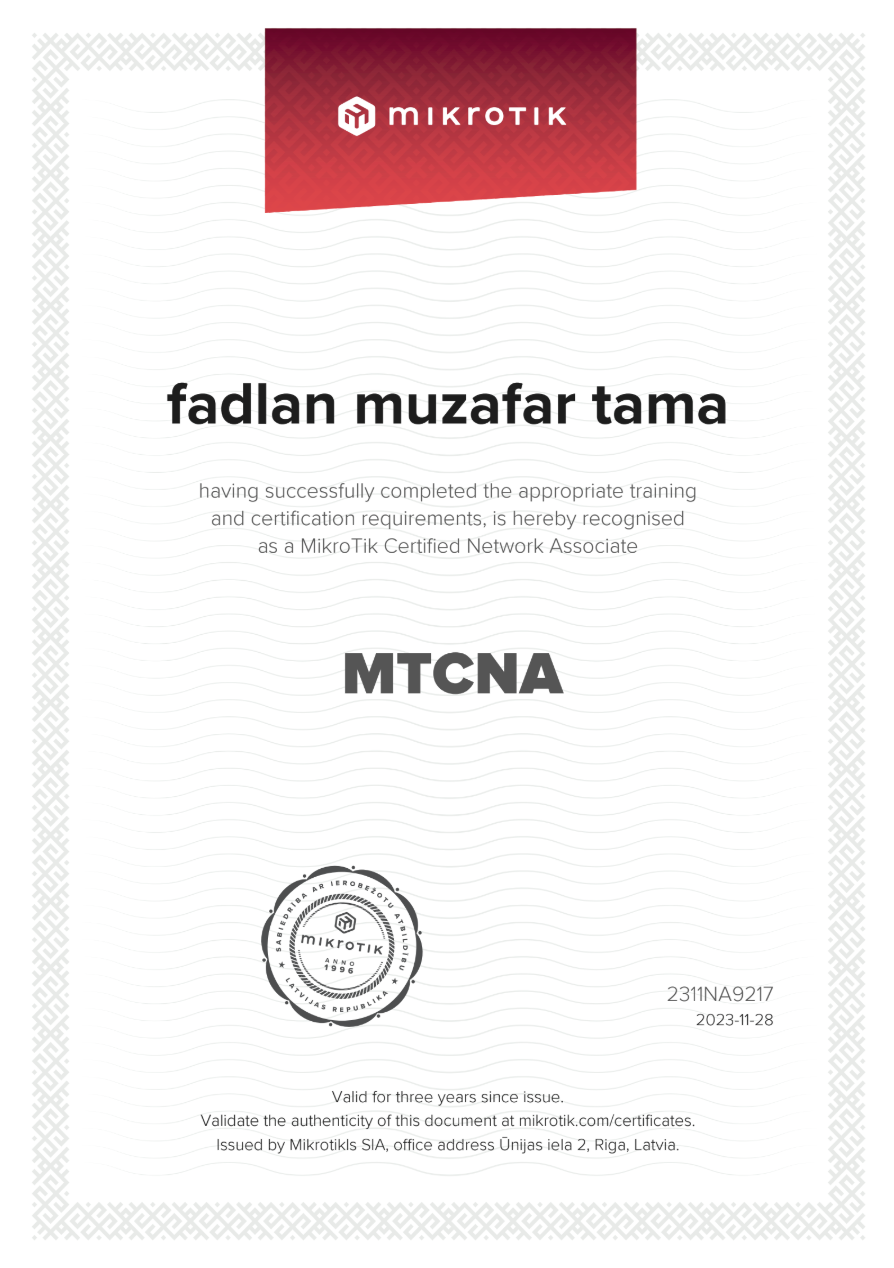 mikrotik
fadlan muzafar tama
having successfully completed the appropriate training
and certification requirements, is hereby recognised
as a MikroTik Certified Network Associate
MTCNA
SABIEDRĪBA AR IEROBEŽOTU ATBILDĪBU
mikrotik
ANNO
1996
★ LATVIJAS REPUBLIKA ★
2311NA9217
2023-11-28
Valid for three years since issue.
Validate the authenticity of this document at mikrotik.com/certificates.
Issued by Mikrotikls SIA, office address Ūnijas iela 2, Riga, Latvia.